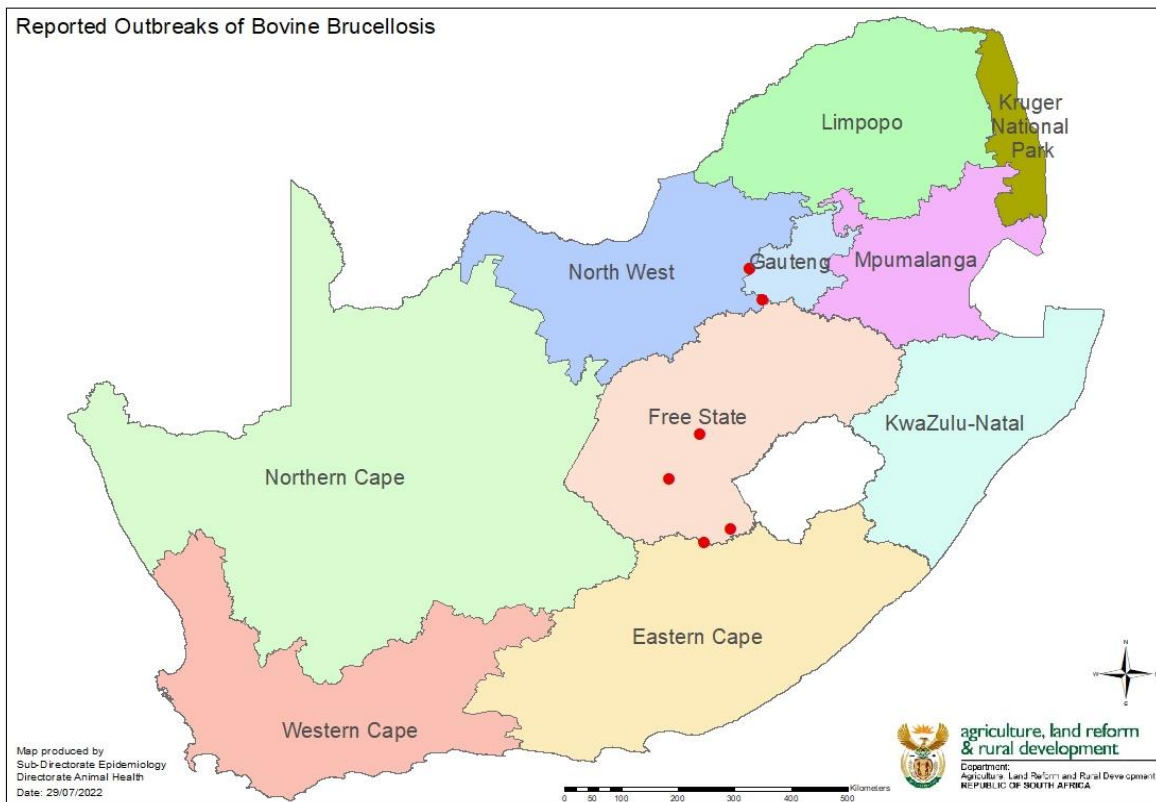 Reported Outbreaks of Bovine Brucellosis
Limpopo
Kruger
National
Park
North West
Gauteng
Mpumalanga
Free State
KwaZulu-Natal
Northern Cape
Eastern Cape
Western Cape
N
W
S
Map produced by
Sub-Directorate Epidemiology
Directorate Animal Health
Date: 29/07/2022
Kilometers
0 50 100 200 300 400 500
agriculture, land reform
& rural development
Department:
Agriculture, Land Reform and Rural Development
REPUBLIC OF SOUTH AFRICA